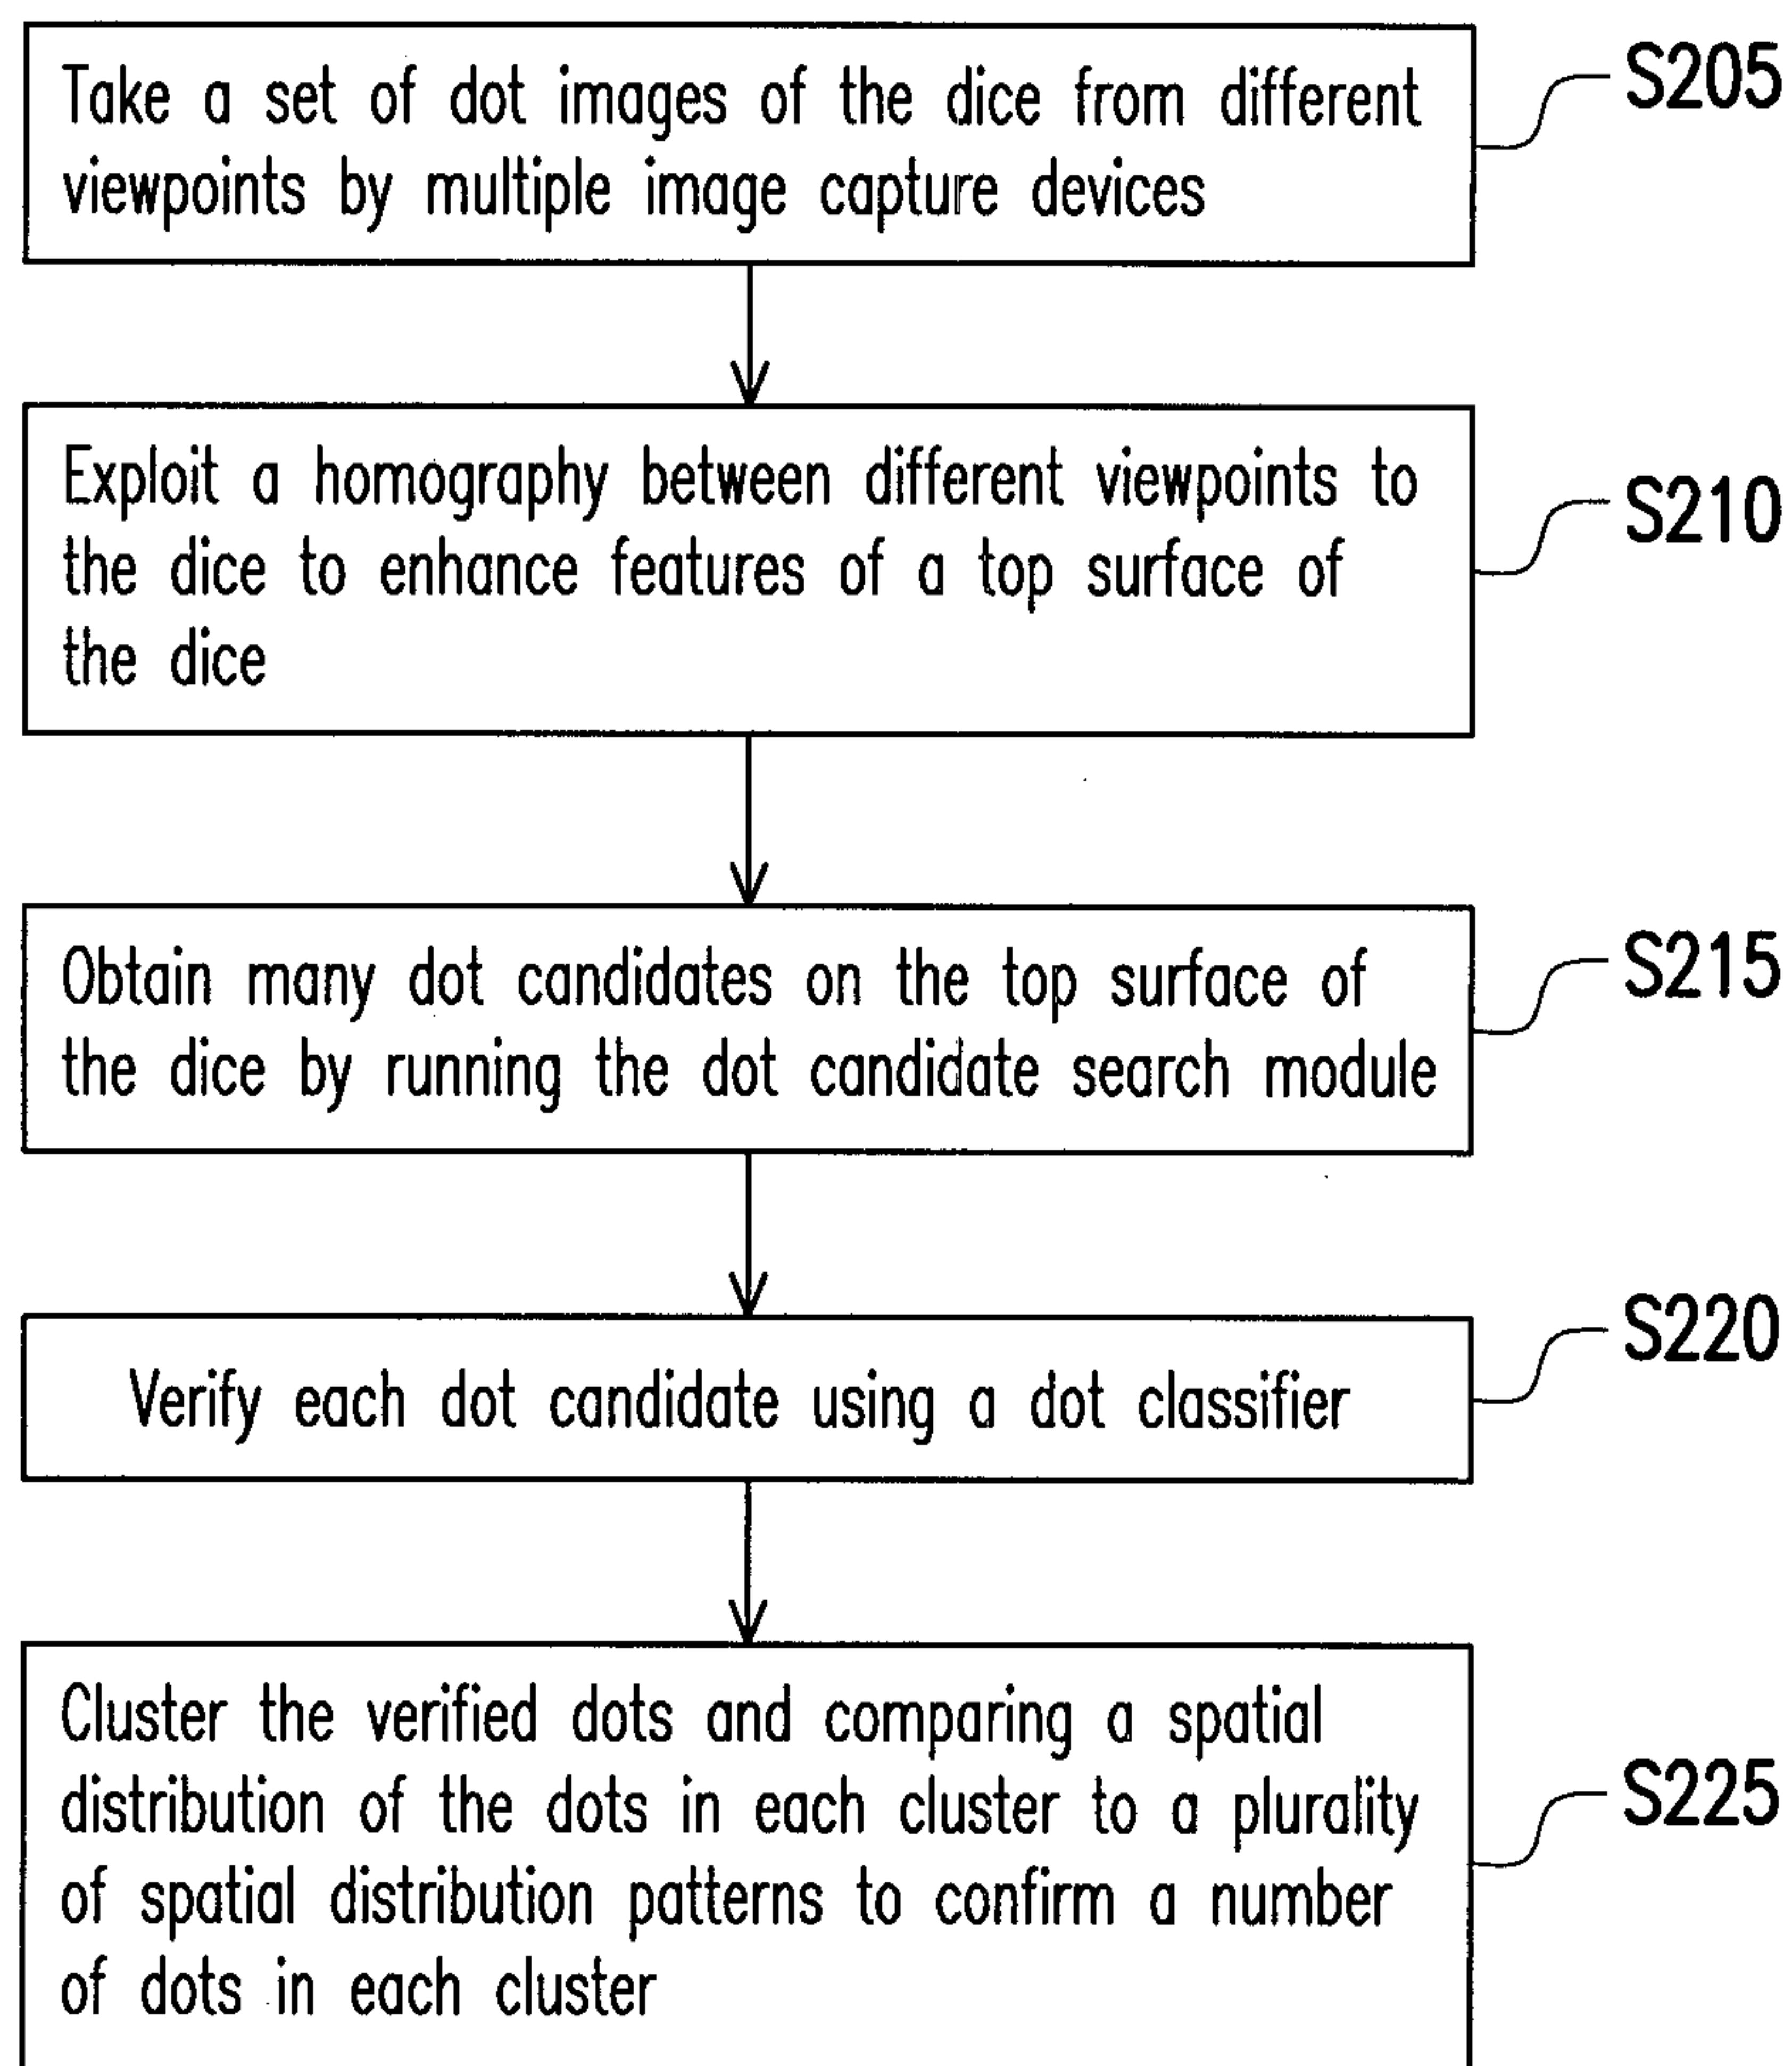 Take a set of dot images of the dice from different
viewpoints by multiple image capture devices
S205
Exploit a homography between different viewpoints to
the dice to enhance features of a top surface of
the dice
S210
Obtain many dot candidates on the top surface of
the dice by running the dot candidate search module
S215
Verify each dot candidate using a dot classifier
S220
Cluster the verified dots and comparing a spatial
distribution of the dots in each cluster to a plurality
of spatial distribution patterns to confirm a number
of dots in each cluster
S225